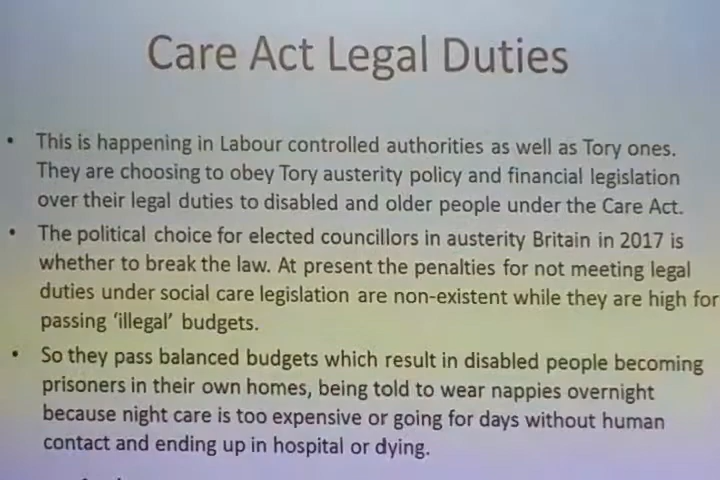 Care Act Legal Duties
• This is happening in Labour controlled authorities as well as Tory ones.
They are choosing to obey Tory austerity policy and financial legislation
over their legal duties to disabled and older people under the Care Act.
• The political choice for elected councillors in austerity Britain in 2017 is
whether to break the law. At present the penalties for not meeting legal
duties under social care legislation are non-existent while they are high for
passing ‘illegal’ budgets.
• So they pass balanced budgets which result in disabled people becoming
prisoners in their own homes, being told to wear nappies overnight
because night care is too expensive or going for days without human
contact and ending up in hospital or dying.